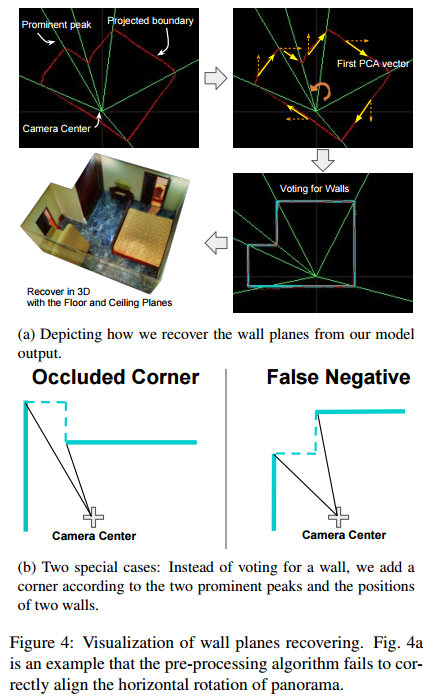 Prominent peak
Projected boundary
Camera Center
First PCA vector
Voting for Walls
Recover in 3D
with the Floor and Ceiling Planes
(a) Depicting how we recover the wall planes from our model
output.
Occluded Corner
False Negative
Camera Center
Camera Center
(b) Two special cases: Instead of voting for a wall, we add a
corner according to the two prominent peaks and the positions
of two walls.
Figure 4: Visualization of wall planes recovering. Fig. 4a
is an example that the pre-processing algorithm fails to cor-
rectly align the horizontal rotation of panorama.